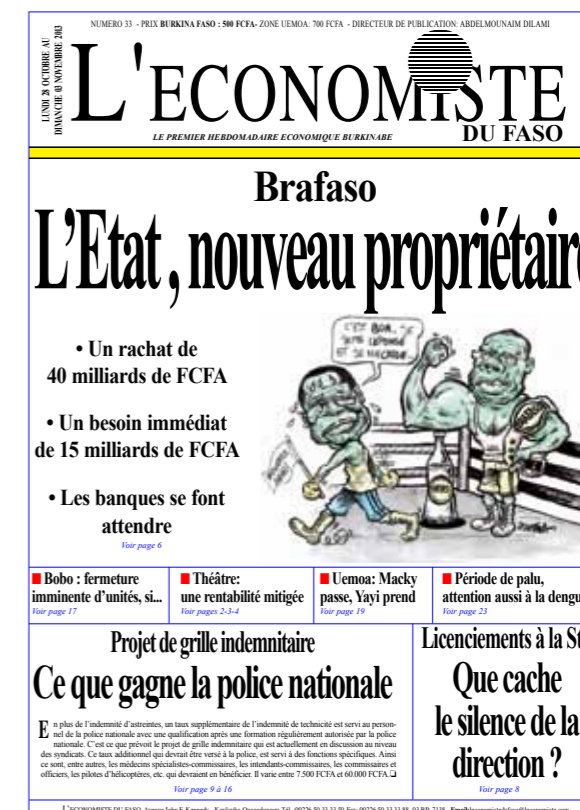 NUMERO 33 - PRIX BURKINA FASO : 500 FCFA- ZONE UEMOA: 700 FCFA - DIRECTEUR DE PUBLICATION: ABDELMOUNAIM DILAMI
LUNDI 28 OCTOBRE AU
DIMANCHE 03 NOVEMBRE 2013
L'ECONOMISTE
DU FASO
LE PREMIER HEBDOMADAIRE ECONOMIQUE BURKINABE
Brafaso
L'Etat , nouveau propriétaire
• Un rachat de
40 milliards de FCFA
• Un besoin immédiat
de 15 milliards de FCFA
• Les banques se font
attendre
Voir page 6
C'EST BON, JE
Bobo : fermeture
imminente d'unités, si...
Voir page 17
Théâtre:
une rentabilité mitigée
Voir pages 2-3-4
Uemoa: Macky
passe, Yayi prend
Voir page 19
Période de palu,
attention aussi à la dengu
Voir page 23
Projet de grille indemnitaire
Ce que gagne la police nationale
En plus de l'indemnité d'astreintes, un taux supplémentaire de l'indemnité de technicité est servi au person-
nel de la police nationale avec une qualification après une formation régulièrement autorisée par la police
nationale. C'est ce que prévoit le projet de grille indemnitaire qui est actuellement en discussion au niveau
des syndicats. Ce taux additionnel qui devrait être versé à la police, est servi à des fonctions spécifiques. Ainsi
ce sont, entre autres, les médecins spécialistes-commissaires, les intendants-commissaires, les commissaires et
officiers, les pilotes d'hélicoptères, etc. qui devraient en bénéficier. Il varie entre 7.500 FCFA et 60.000 FCFA.❑
Voir page 9 à 16
Licenciements à la St
Que cache
le silence de la
direction ?
Voir page 8